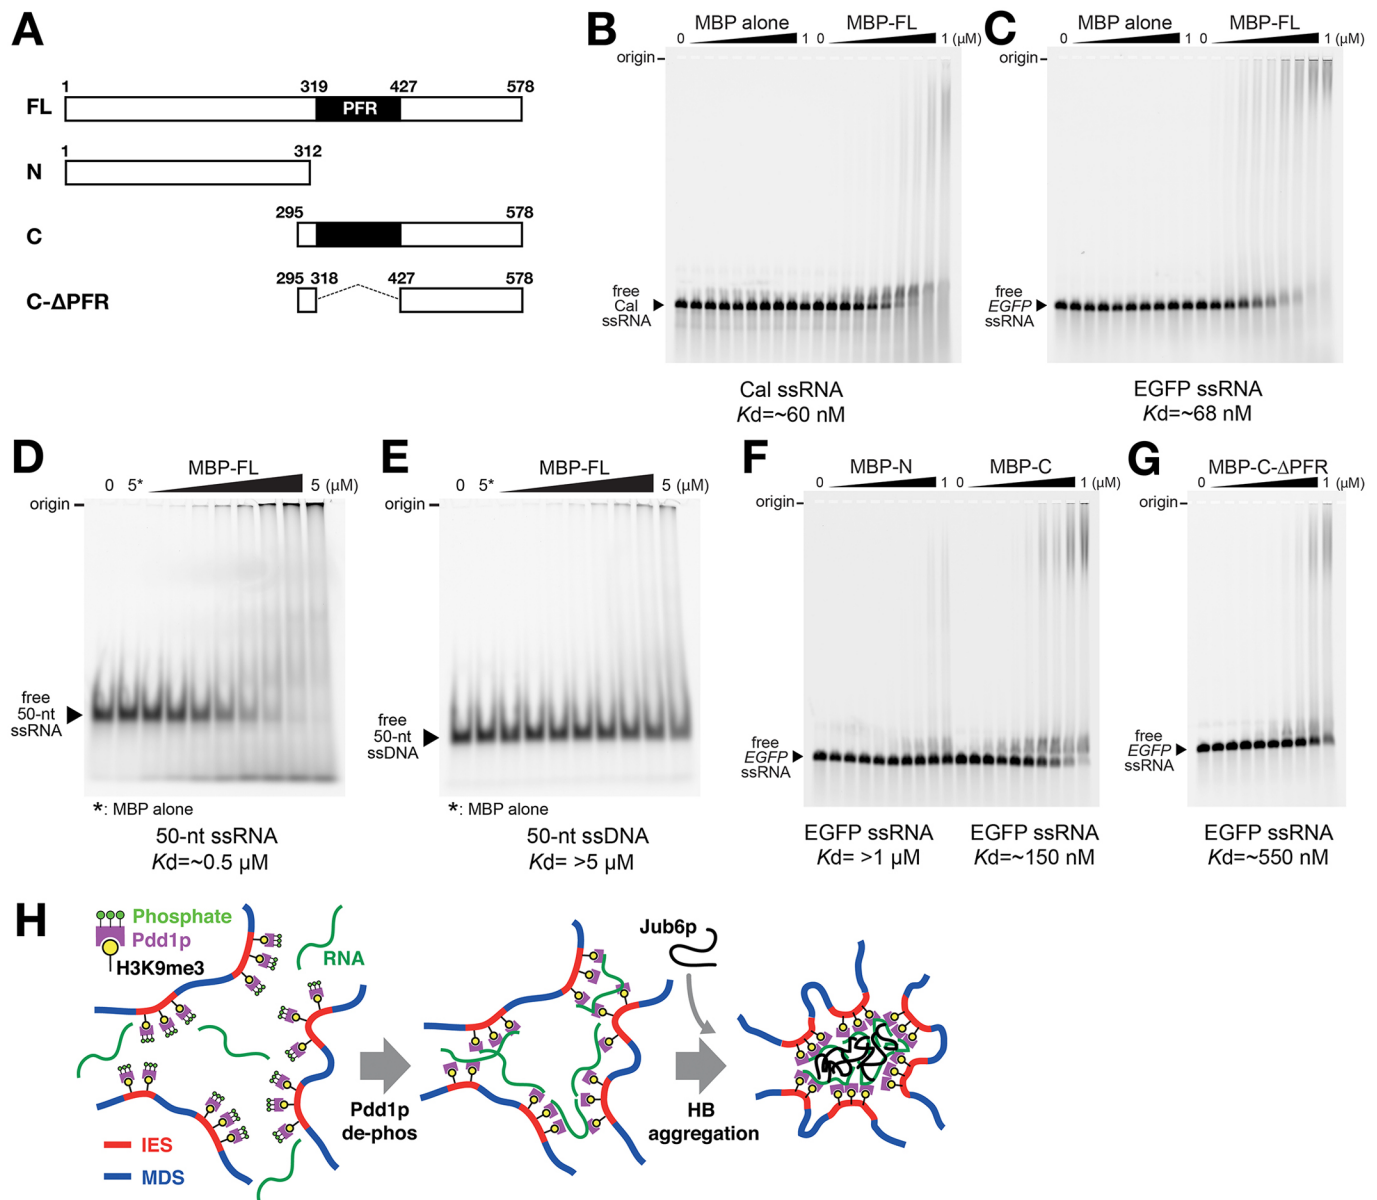 A
1 319 427 578
FL PFR
1 312
N
295 578
C
295 318 427 578
C-ΔPFR
B
MBP alone MBP-FL
0 1 0 1 (μM)
origin
free
Cal
ssRNA
Cal ssRNA
Kd=~60 nM
C
MBP alone MBP-FL
0 1 0 1 (μM)
origin
free
EGFP
ssRNA
EGFP ssRNA
Kd=~68 nM
D
MBP-FL
0 5* 5 (μM)
origin
free
50-nt
ssRNA
*: MBP alone
50-nt ssRNA
Kd=~0.5 μM
E
MBP-FL
0 5* 5 (μM)
origin
free
50-nt
ssDNA
*: MBP alone
50-nt ssDNA
Kd= >5 μM
F
MBP-N MBP-C
0 1 0 1 (μM)
origin
free
EGFP
ssRNA
EGFP ssRNA EGFP ssRNA
Kd= >1 μM Kd=~150 nM
G
MBP-C-ΔPFR
0 1 (μM)
origin
free
EGFP
ssRNA
EGFP ssRNA
Kd=~550 nM
H
Phosphate
Pdd1p
H3K9me3
RNA
IES
MDS
Pdd1p
de-phos
Jub6p
HB
aggregation